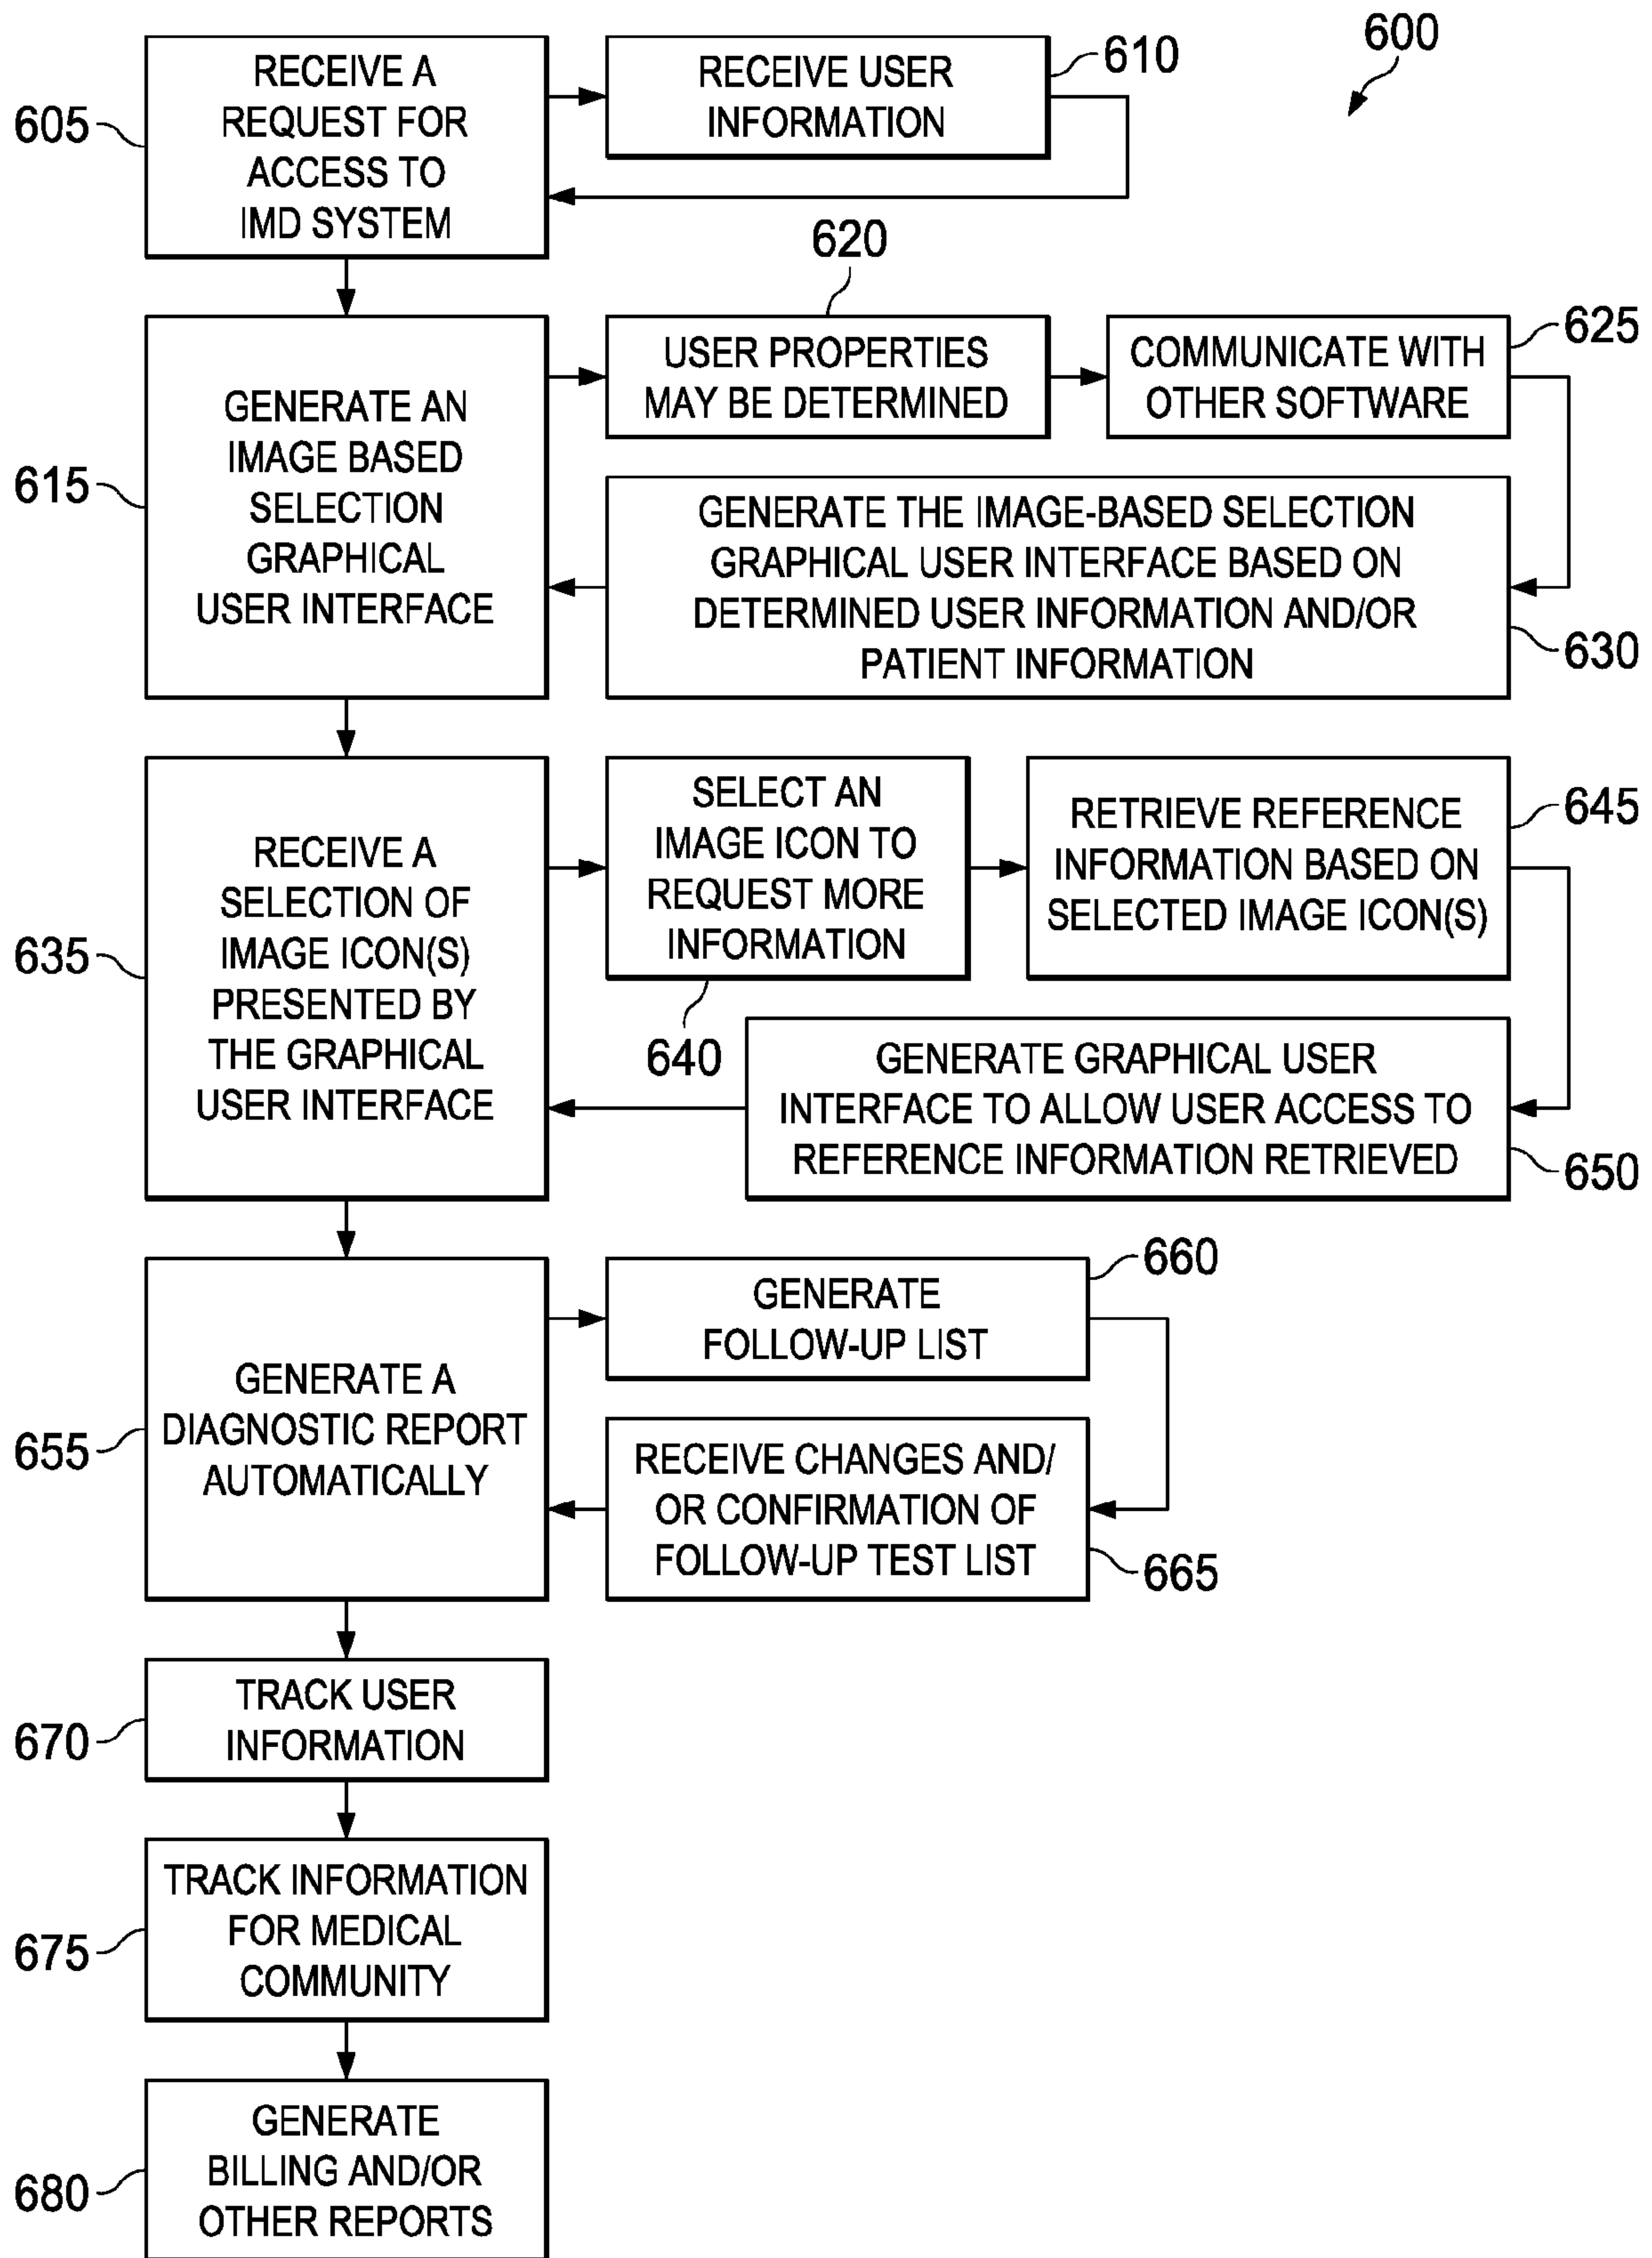 600
605
RECEIVE A
REQUEST FOR
ACCESS TO
IMD SYSTEM
610
RECEIVE USER
INFORMATION
615
GENERATE AN
IMAGE BASED
SELECTION
GRAPHICAL
USER INTERFACE
620
USER PROPERTIES
MAY BE DETERMINED
625
COMMUNICATE WITH
OTHER SOFTWARE
630
GENERATE THE IMAGE-BASED SELECTION
GRAPHICAL USER INTERFACE BASED ON
DETERMINED USER INFORMATION AND/OR
PATIENT INFORMATION
635
RECEIVE A
SELECTION OF
IMAGE ICON(S)
PRESENTED BY
THE GRAPHICAL
USER INTERFACE
640
SELECT AN
IMAGE ICON TO
REQUEST MORE
INFORMATION
645
RETRIEVE REFERENCE
INFORMATION BASED ON
SELECTED IMAGE ICON(S)
650
GENERATE GRAPHICAL USER
INTERFACE TO ALLOW USER ACCESS TO
REFERENCE INFORMATION RETRIEVED
655
GENERATE A
DIAGNOSTIC REPORT
AUTOMATICALLY
660
GENERATE
FOLLOW-UP LIST
665
RECEIVE CHANGES AND/
OR CONFIRMATION OF
FOLLOW-UP TEST LIST
670
TRACK USER
INFORMATION
675
TRACK INFORMATION
FOR MEDICAL
COMMUNITY
680
GENERATE
BILLING AND/OR
OTHER REPORTS